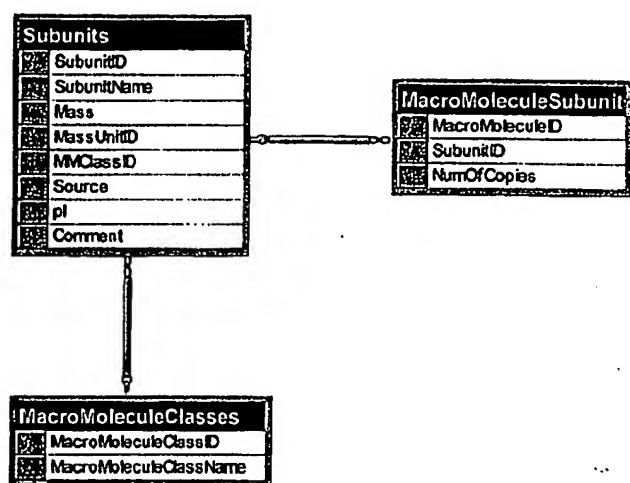 Subunits
SubunitID
SubunitName
Mass
MassUnitID
MMClassID
Source
pI
Comment
MacroMoleculeSubunit
MacroMoleculeID
SubunitID
NumOfCopies
MacroMoleculeClasses
MacroMoleculeClassID
MacroMoleculeClassName